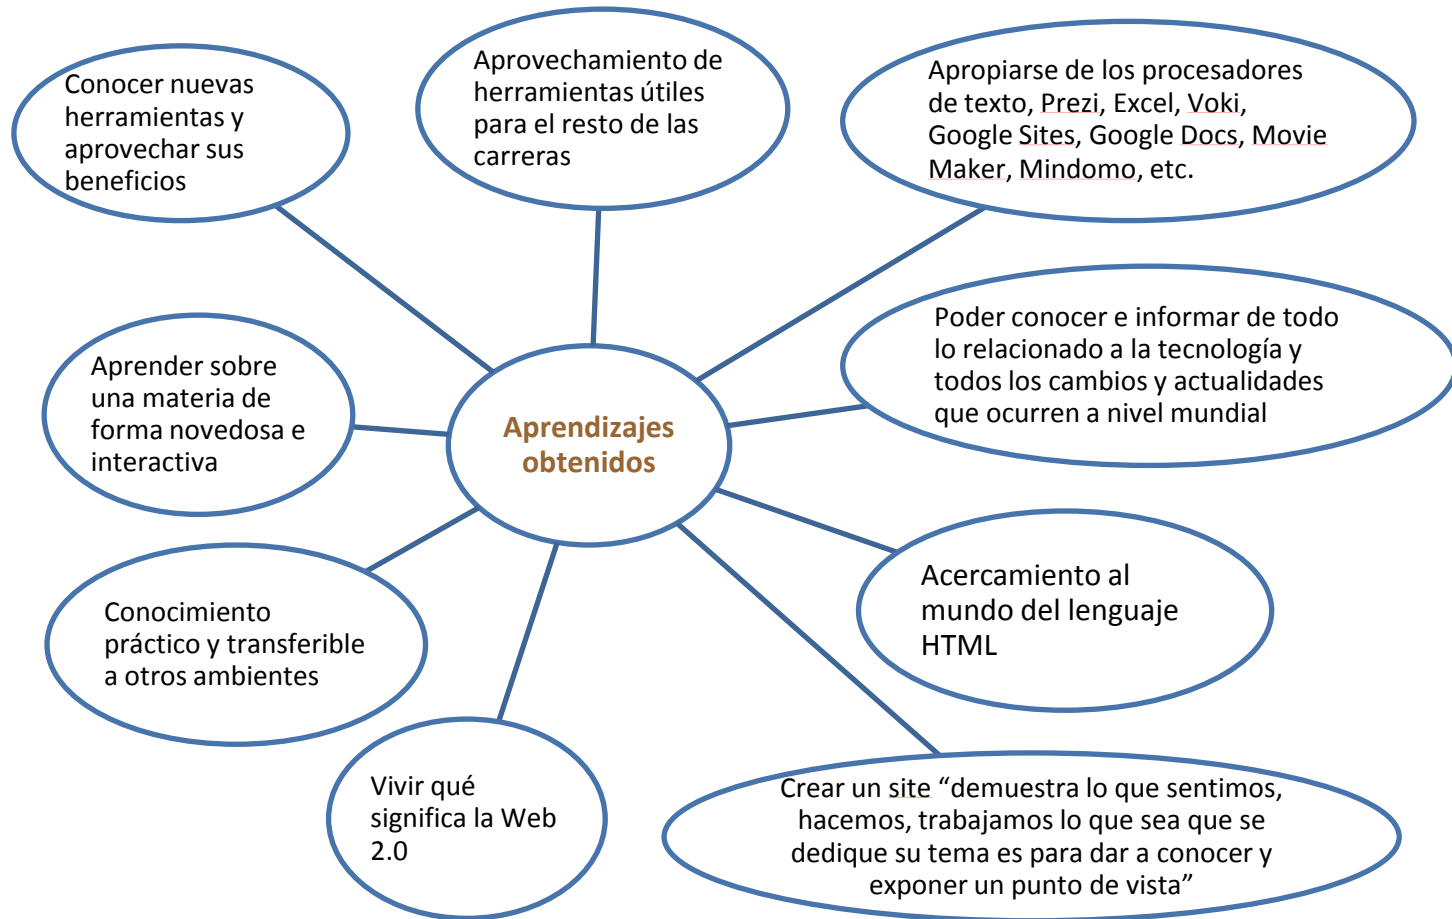 Conocer nuevas
herramientas y
aprovechar sus
beneficios
Aprovechamiento de
herramientas útiles
para el resto de las
carreras
Apropiarse de los procesadores
de texto, Prezi, Excel, Voki,
Google Sites, Google Docs, Movie
Maker, Mindomo, etc.
Aprender sobre
una materia de
forma novedosa e
interactiva
Aprendizajes
obtenidos
Poder conocer e informar de todo
lo relacionado a la tecnología y
todos los cambios y actualidades
que ocurren a nivel mundial
Conocimiento
práctico y transferible
a otros ambientes
Acercamiento al
mundo del lenguaje
HTML
Vivir qué
significa la Web
2.0
Crear un site “demuestra lo que sentimos,
hacemos, trabajamos lo que sea que se
dedique su tema es para dar a conocer y
exponer un punto de vista”